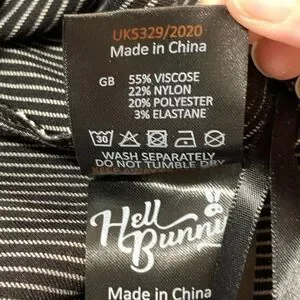 UK5329/2020
Made in China
GB 55% VISCOSE
22% NYLON
20% POLYESTER
3% ELASTANE
30
WASH SEPARATELY
DO NOT TUMBLE DRY
Hell
Bunny
Made in China